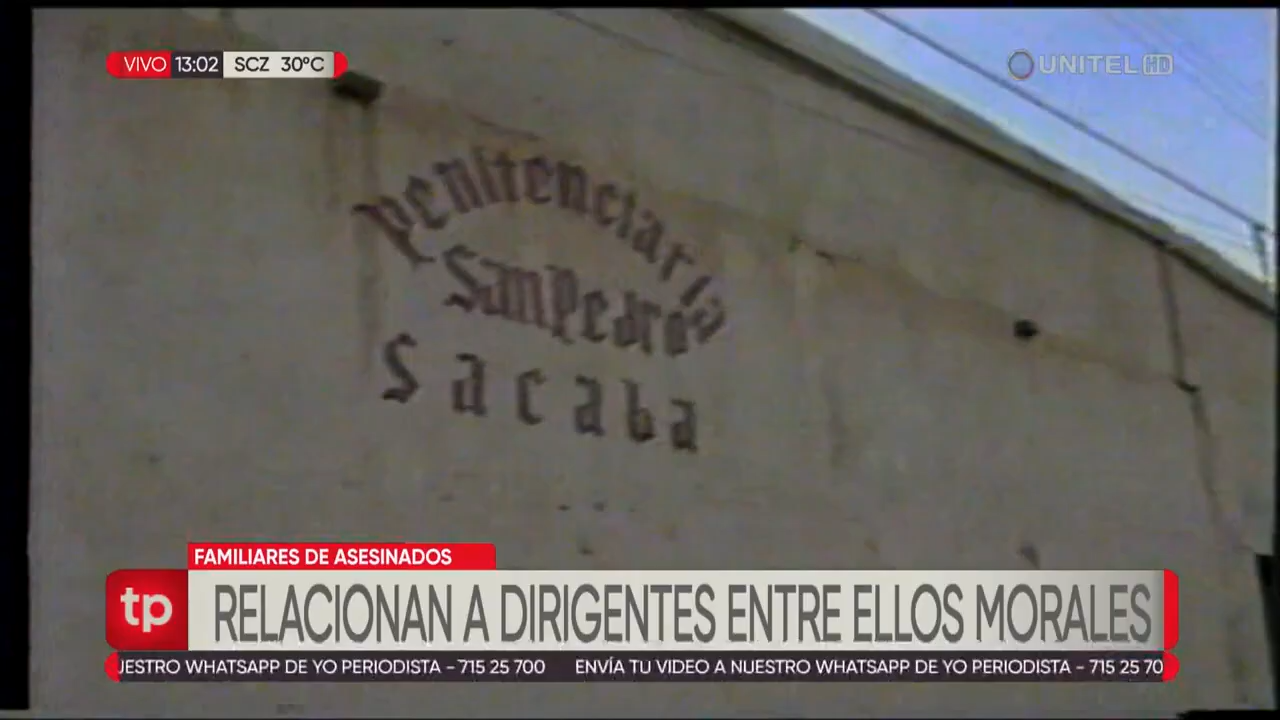 VIVO 13:02 SCZ 30°C
UNITEL HD
Penitenciaria
San Pedro
Sacaba
FAMILIARES DE ASESINADOS
tp
RELACIONAN A DIRIGENTES ENTRE ELLOS MORALES
UESTRO WHATSAPP DE YO PERIODISTA - 715 25 700 ENVÍA TU VIDEO A NUESTRO WHATSAPP DE YO PERIODISTA - 715 25 70